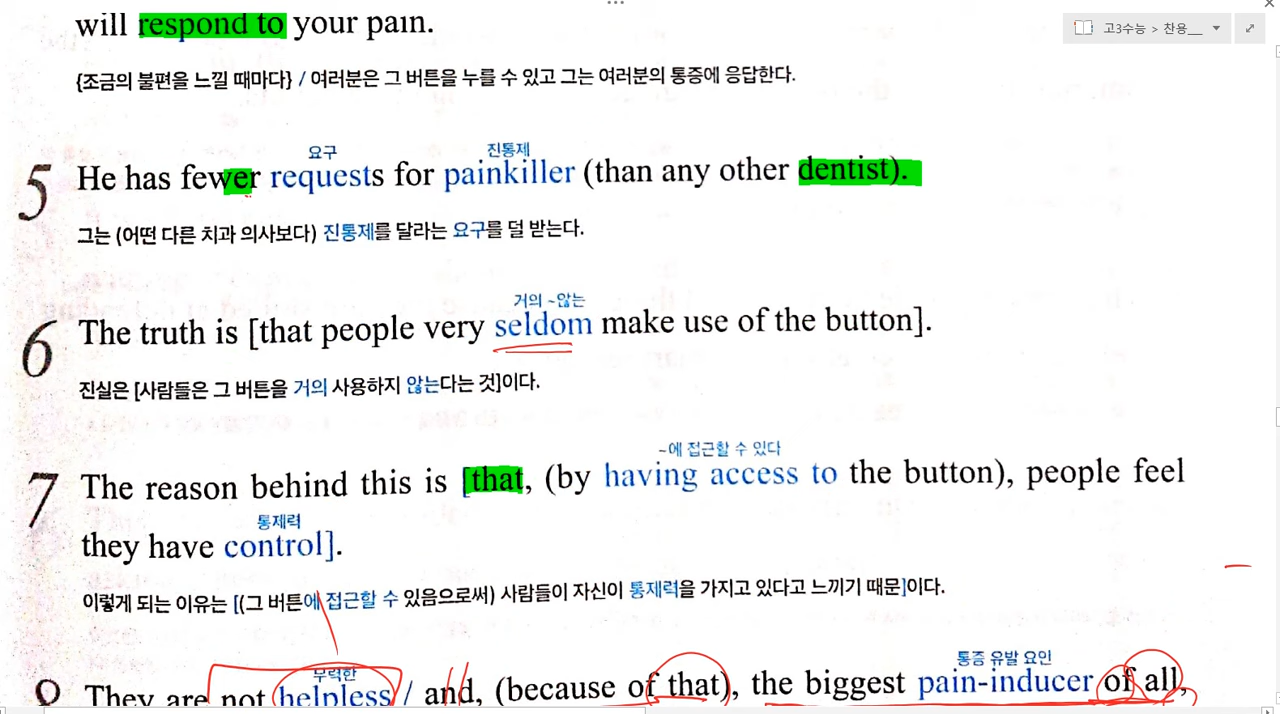 고3수능 > 찬용__
will respond to your pain.
{조금의 불편을 느낄 때마다} / 여러분은 그 버튼을 누를 수 있고 그는 여러분의 통증에 응답한다.
요구 진통제
5 He has fewer requests for painkiller (than any other dentist).
그는 (어떤 다른 치과 의사보다) 진통제를 달라는 요구를 덜 받는다.
거의 ~않는
6 The truth is [that people very seldom make use of the button].
진실은 [사람들은 그 버튼을 거의 사용하지 않는다는 것]이다.
~에 접근할 수 있다
7 The reason behind this is [that, (by having access to the button), people feel
통제력
they have control].
이렇게 되는 이유는 [(그 버튼에 접근할 수 있음으로써) 사람들이 자신이 통제력을 가지고 있다고 느끼기 때문]이다.
무력한 통증 유발 요인
8 They are not helpless / and, (because of that), the biggest pain-inducer of all,